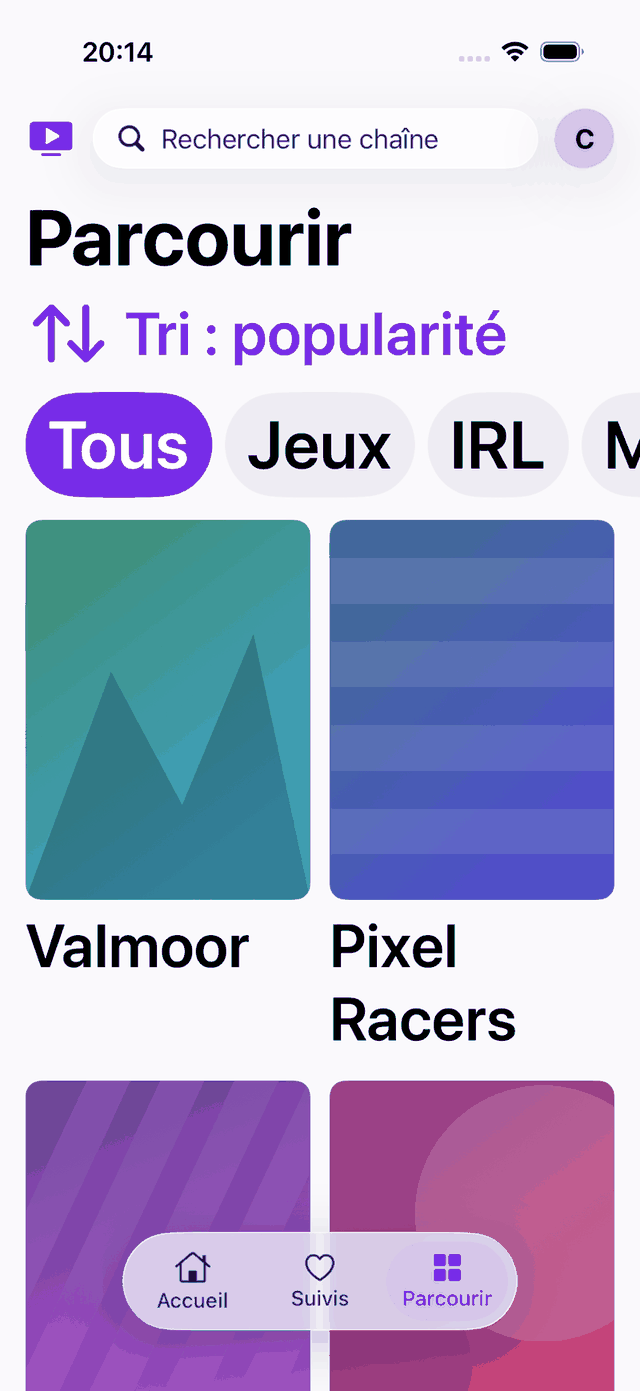 20:14
Rechercher une chaîne
C
Parcourir
Tri : popularité
Tous
Jeux
IRL
Valmoor
Pixel
Racers
Accueil
Suivis
Parcourir